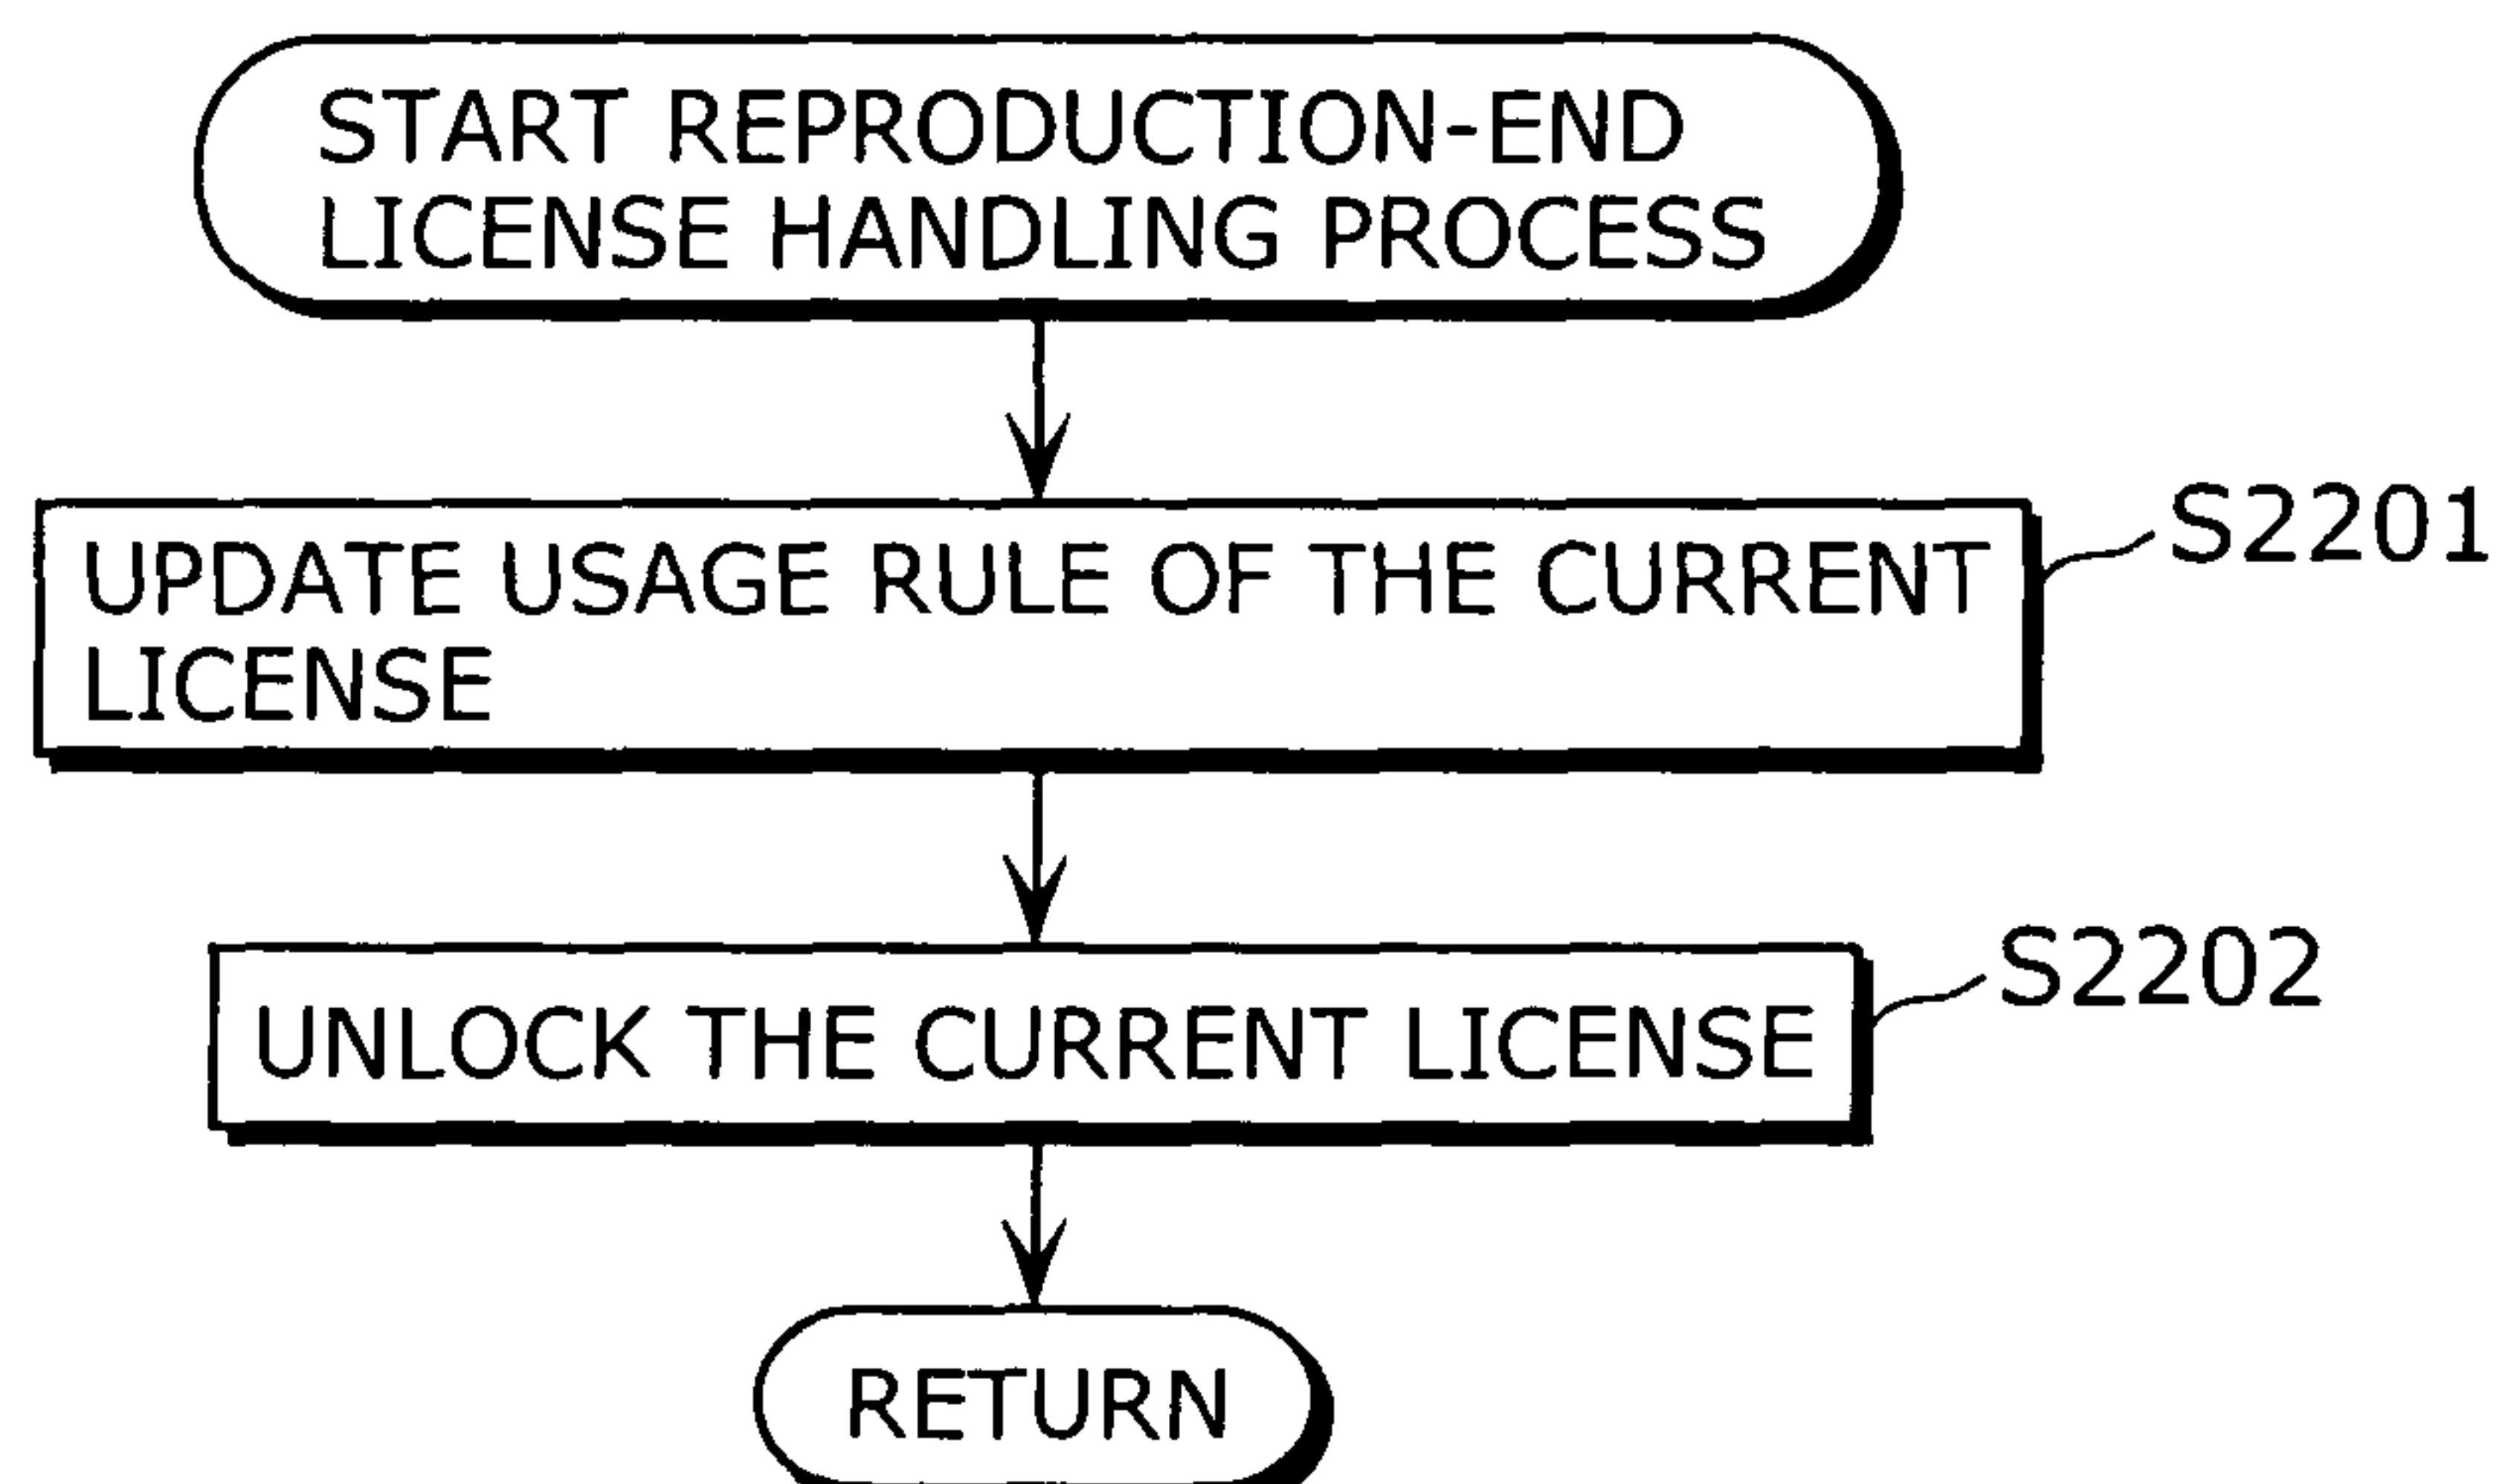 START REPRODUCTION-END
LICENSE HANDLING PROCESS
S2201
UPDATE USAGE RULE OF THE CURRENT
LICENSE
S2202
UNLOCK THE CURRENT LICENSE
RETURN